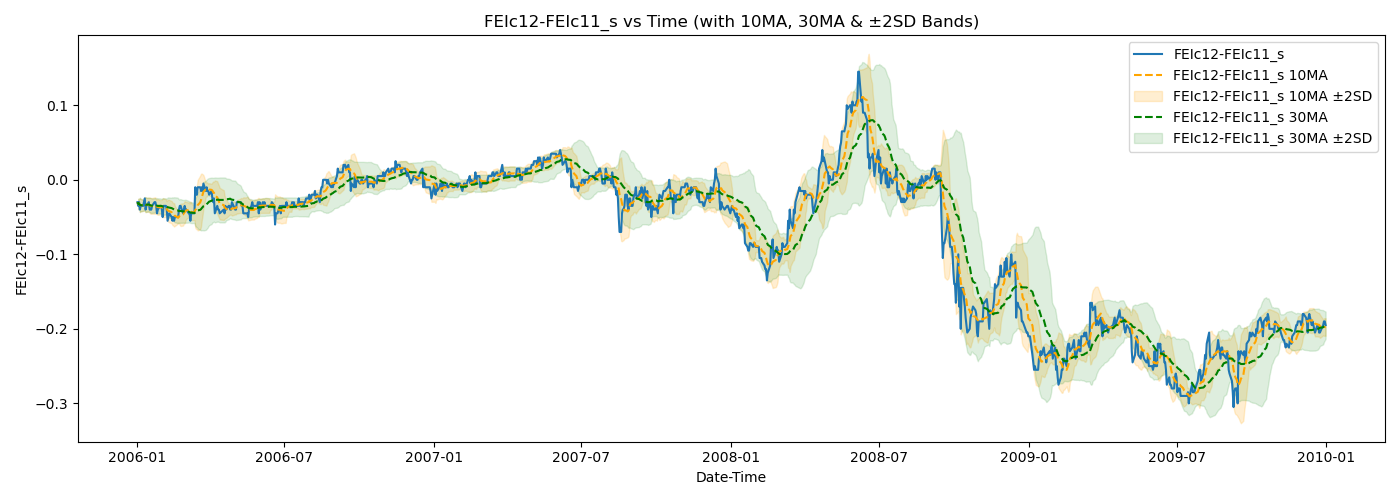 FEIc12-FEIc11_s vs Time (with 10MA, 30MA & ±2SD Bands)
FEIc12-FEIc11_s
FEIc12-FEIc11_s 10MA
FEIc12-FEIc11_s 10MA ±2SD
FEIc12-FEIc11_s 30MA
FEIc12-FEIc11_s 30MA ±2SD
0.1
0.0
−0.1
−0.2
−0.3
FEIc12-FEIc11_s
2006-01
2006-07
2007-01
2007-07
2008-01
2008-07
2009-01
2009-07
2010-01
Date-Time